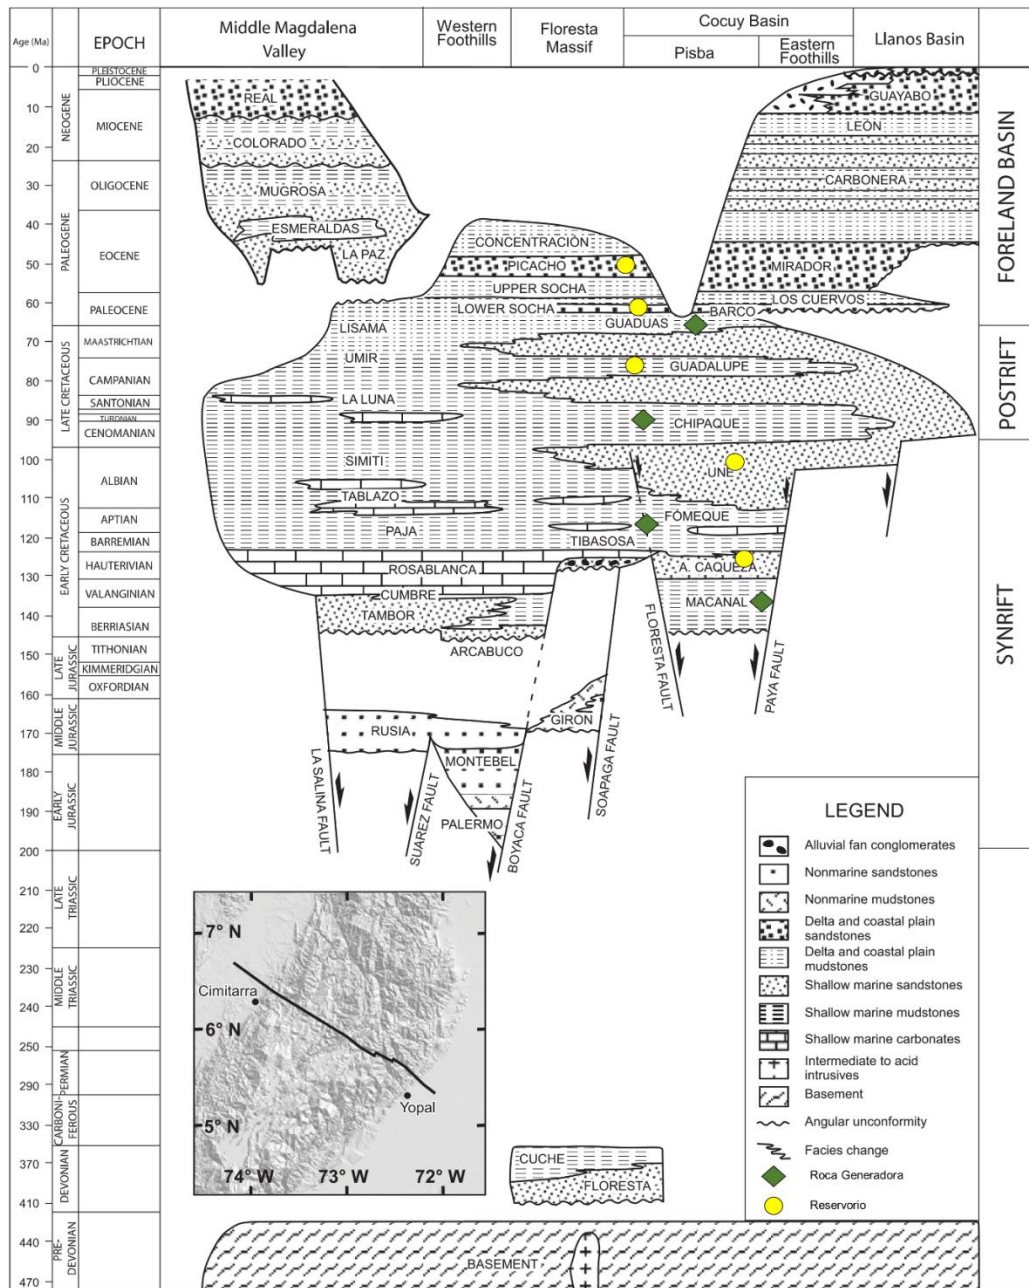 Age (Ma)
EPOCH
Middle Magdalena
Valley
Western
Foothills
Floresta
Massif
Cocuy Basin
Pisba
Eastern
Foothills
Llanos Basin
0
10
20
30
40
50
60
70
80
90
100
110
120
130
140
150
160
170
180
190
200
210
220
230
240
250
290
330
370
410
440
470
NEOGENE
PALEOGENE
LATE CRETACEOUS
EARLY CRETACEOUS
LATE
JURASSIC
MIDDLE
JURASSIC
EARLY
JURASSIC
LATE
TRIASSIC
MIDDLE
TRIASSIC
PERMIAN
CARBONI-
FEROUS
DEVONIAN
PRE-
DEVONIAN
PLEISTOCENE
PLIOCENE
MIOCENE
OLIGOCENE
EOCENE
PALEOCENE
MAASTRICHTIAN
CAMPANIAN
SANTONIAN
TURONIAN
CENOMANIAN
ALBIAN
APTIAN
BARREMIAN
HAUTERIVIAN
VALANGINIAN
BERRIASIAN
TITHONIAN
KIMMERIDGIAN
OXFORDIAN
REAL
COLORADO
MUGROSA
ESMERALDAS
LA PAZ
CONCENTRACIÓN
PICACHO
UPPER SOCHA
LOWER SOCHA
GUADUAS
GUAYABO
LEON
CARBONERA
MIRADOR
LOS CUERVOS
BARCO
LISAMA
UMIR
LA LUNA
SIMITI
TABLAZO
PAJA
ROSABLANCA
CUMBRE
TAMBOR
ARCABUCO
GUADALUPE
CHIPAQUE
UNE
FÓMEQUE
TIBASOSA
A. CAQUEZA
MACANAL
RUSIA
MONTEBEL
PALERMO
GIRON
LA SALINA FAULT
SUAREZ FAULT
BOYACA FAULT
SOAPAGA FAULT
FLORESTA FAULT
PAYA FAULT
CUCHE
FLORESTA
BASEMENT
FORELAND BASIN
POSTRIFT
SYNRIFT
7° N
Cimitarra
6° N
Yopal
5° N
74° W
73° W
72° W
LEGEND
Alluvial fan conglomerates
Nonmarine sandstones
Nonmarine mudstones
Delta and coastal plain
sandstones
Delta and coastal plain
mudstones
Shallow marine sandstones
Shallow marine mudstones
Shallow marine carbonates
Intermediate to acid
intrusives
Basement
Angular unconformity
Facies change
Roca Generadora
Reservorio